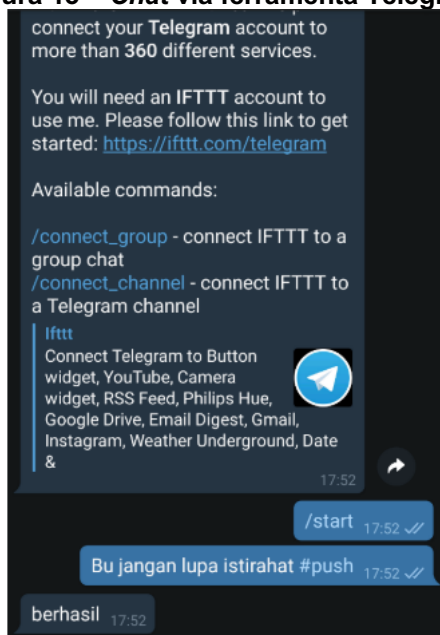 via ferramenta
connect your Telegram account to
more than 360 different services.
You will need an IFTTT account to
use me. Please follow this link to get
started: https://ifttt.com/telegram
Available commands:
/connect_group - connect IFTTT to a
group chat
/connect_channel - connect IFTTT to
a Telegram channel
Ifttt
Connect Telegram to Button
widget, YouTube, Camera
widget, RSS Feed, Philips Hue,
Google Drive, Email Digest, Gmail,
Instagram, Weather Underground, Date
&
17:52
/start 17:52
Bu jangan lupa istirahat #push 17:52
berhasil 17:52